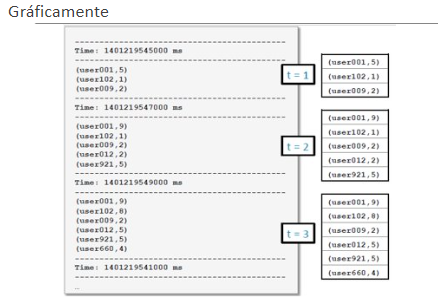 Gráficamente
-------------------------------------------
Time: 1401219545000 ms
-------------------------------------------
(user001,5)
(user102,1)
(user009,2)
-------------------------------------------
Time: 1401219547000 ms
-------------------------------------------
(user001,9)
(user102,1)
(user009,2)
(user012,2)
(user921,5)
-------------------------------------------
Time: 1401219549000 ms
-------------------------------------------
(user001,9)
(user102,8)
(user009,2)
(user012,5)
(user921,5)
(user660,4)
-------------------------------------------
Time: 1401219541000 ms
-------------------------------------------
…
t = 1
(user001,5)
(user102,1)
(user009,2)
t = 2
(user001,9)
(user102,1)
(user009,2)
(user012,2)
(user921,5)
t = 3
(user001,9)
(user102,8)
(user009,2)
(user012,5)
(user921,5)
(user660,4)